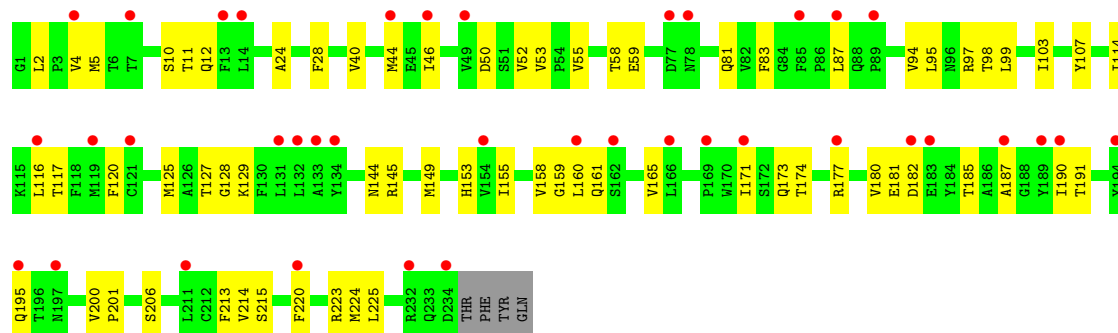 G1 L2 P3 V4 M5 T6 T7 S10 T11 Q12 F13 L14 A24 F28 V40 M44 E45 I46 V49 D50 S51 V52 V53 P54 V55 T58 E59 D77 N78 Q81 V82 F83 G84 F85 P86 L87 Q88 P89 V94 L95 N96 R97 T98 L99 I103 Y107 I114
K115 L116 T117 F118 M119 F120 C121 M125 A126 T127 G128 K129 F130 L131 L132 A133 Y134 N144 R145 M149 H153 V154 I155 V158 G159 L160 Q161 S162 V165 L166 P169 W170 I171 S172 Q173 T174 R177 V180 E181 D182 E183 Y184 T185 A186 A187 G188 Y189 I190 T191 Y194
Q195 T196 N197 V200 P201 S206 L211 C212 F213 V214 S215 F220 R223 M224 L225 R232 Q233 D234 THR PHE TYR GLN